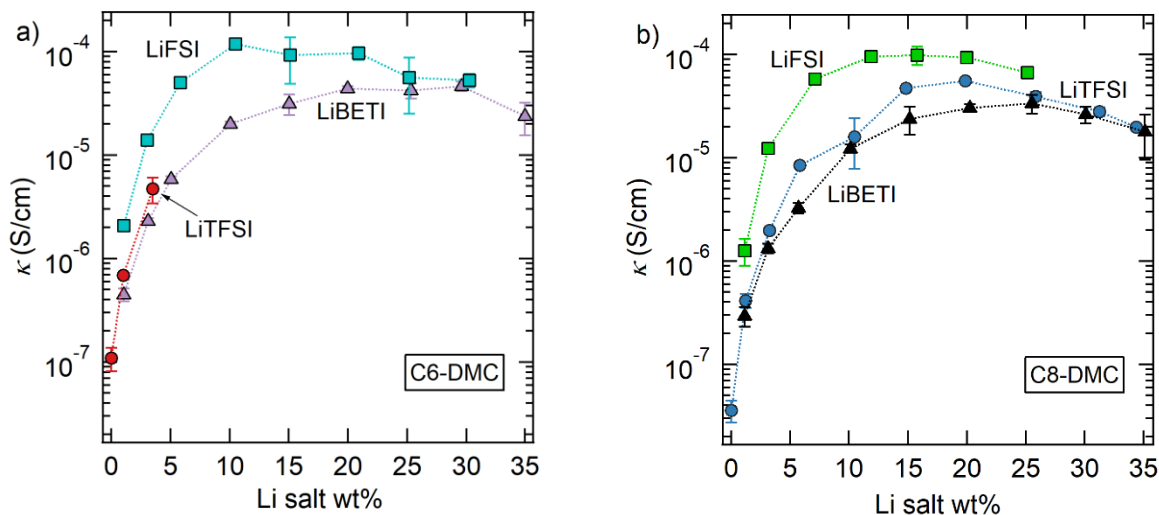 a)
LiFSI
LiBETI
LiTFSI
C6-DMC
κ (S/cm)
10⁻⁴
10⁻⁵
10⁻⁶
10⁻⁷
0 5 10 15 20 25 30 35
Li salt wt%
b)
LiFSI
LiTFSI
LiBETI
C8-DMC
κ (S/cm)
10⁻⁴
10⁻⁵
10⁻⁶
10⁻⁷
0 5 10 15 20 25 30 35
Li salt wt%